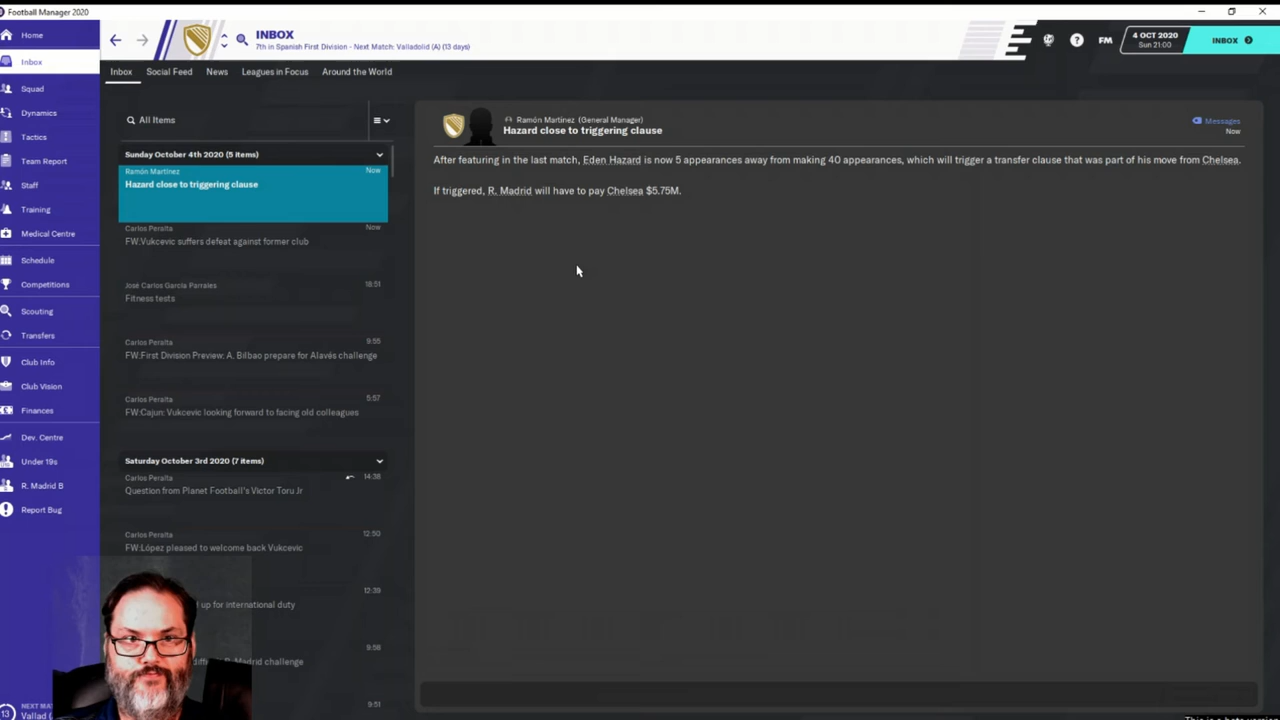 Football Manager 2020
Home
Inbox
Squad
Dynamics
Tactics
Team Report
Staff
Training
Medical Centre
Schedule
Competitions
Scouting
Transfers
Club Info
Club Vision
Finances
Dev. Centre
Under 19s
R. Madrid B
Report Bug
13
NEXT MA
Vallad (
INBOX
7th in Spanish First Division - Next Match: Valladolid (A) (13 days)
FM
4 OCT 2020
Sun 21:00
INBOX
Inbox Social Feed News Leagues in Focus Around the World
All Items
Sunday October 4th 2020 (5 items)
Ramón Martínez Now
Hazard close to triggering clause
Carlos Peralta Now
FW:Vukcevic suffers defeat against former club
José Carlos García Parrales 18:51
Fitness tests
Carlos Peralta 9:55
FW:First Division Preview: A. Bilbao prepare for Alavés challenge
Carlos Peralta 5:57
FW:Cajun: Vukcevic looking forward to facing old colleagues
Saturday October 3rd 2020 (7 items)
Carlos Peralta 14:38
Question from Planet Football's Victor Toru Jr
Carlos Peralta 12:50
FW:López pleased to welcome back Vukcevic
12:39
up for international duty
9:58
R. Madrid challenge
9:51
Ramón Martínez (General Manager)
Hazard close to triggering clause
Messages
Now
After featuring in the last match, Eden Hazard is now 5 appearances away from making 40 appearances, which will trigger a transfer clause that was part of his move from Chelsea.
If triggered, R. Madrid will have to pay Chelsea $5.75M.